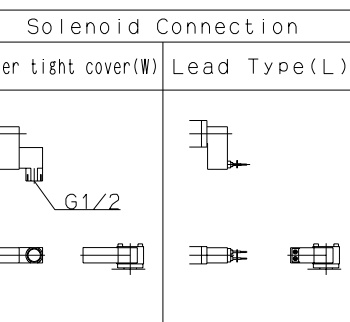 Solenoid Connection
er tight cover(W) Lead Type(L)
G1/2